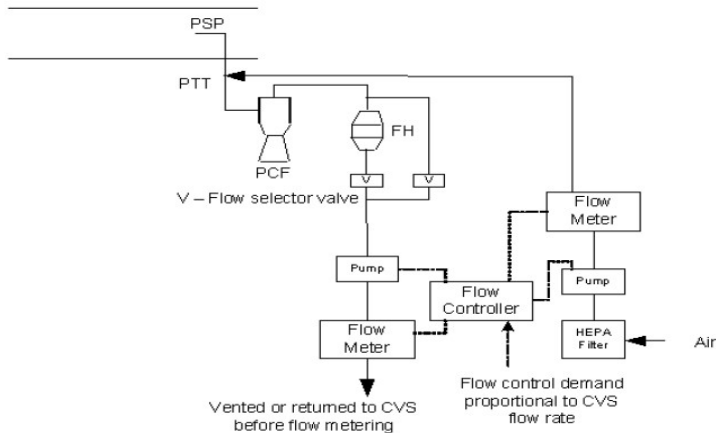 PSP
PTT
PCF
FH
V
V
V – Flow selector valve
Flow
Meter
Pump
Pump
Flow
Controller
HEPA
Filter
Air
Flow
Meter
Vented or returned to CVS
before flow metering
Flow control demand
proportional to CVS
flow rate